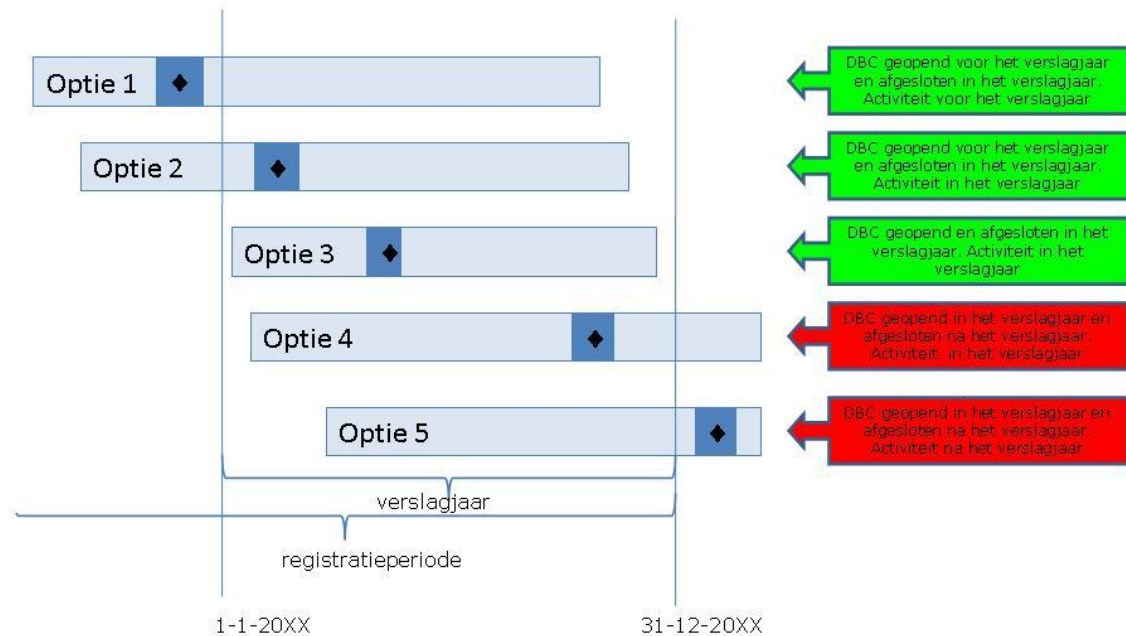 Optie 1
DBC geopend voor het verslagjaar
en afgesloten in het verslagjaar.
Activiteit voor het verslagjaar
Optie 2
DBC geopend voor het verslagjaar
en afgesloten in het verslagjaar.
Activiteit in het verslagjaar
Optie 3
DBC geopend en afgesloten in het
verslagjaar. Activiteit in het
verslagjaar
Optie 4
DBC geopend in het verslagjaar en
afgesloten na het verslagjaar.
Activiteit in het verslagjaar
Optie 5
DBC geopend in het verslagjaar en
afgesloten na het verslagjaar.
Activiteit na het verslagjaar
verslagjaar
registratieperiode
1-1-20XX
31-12-20XX